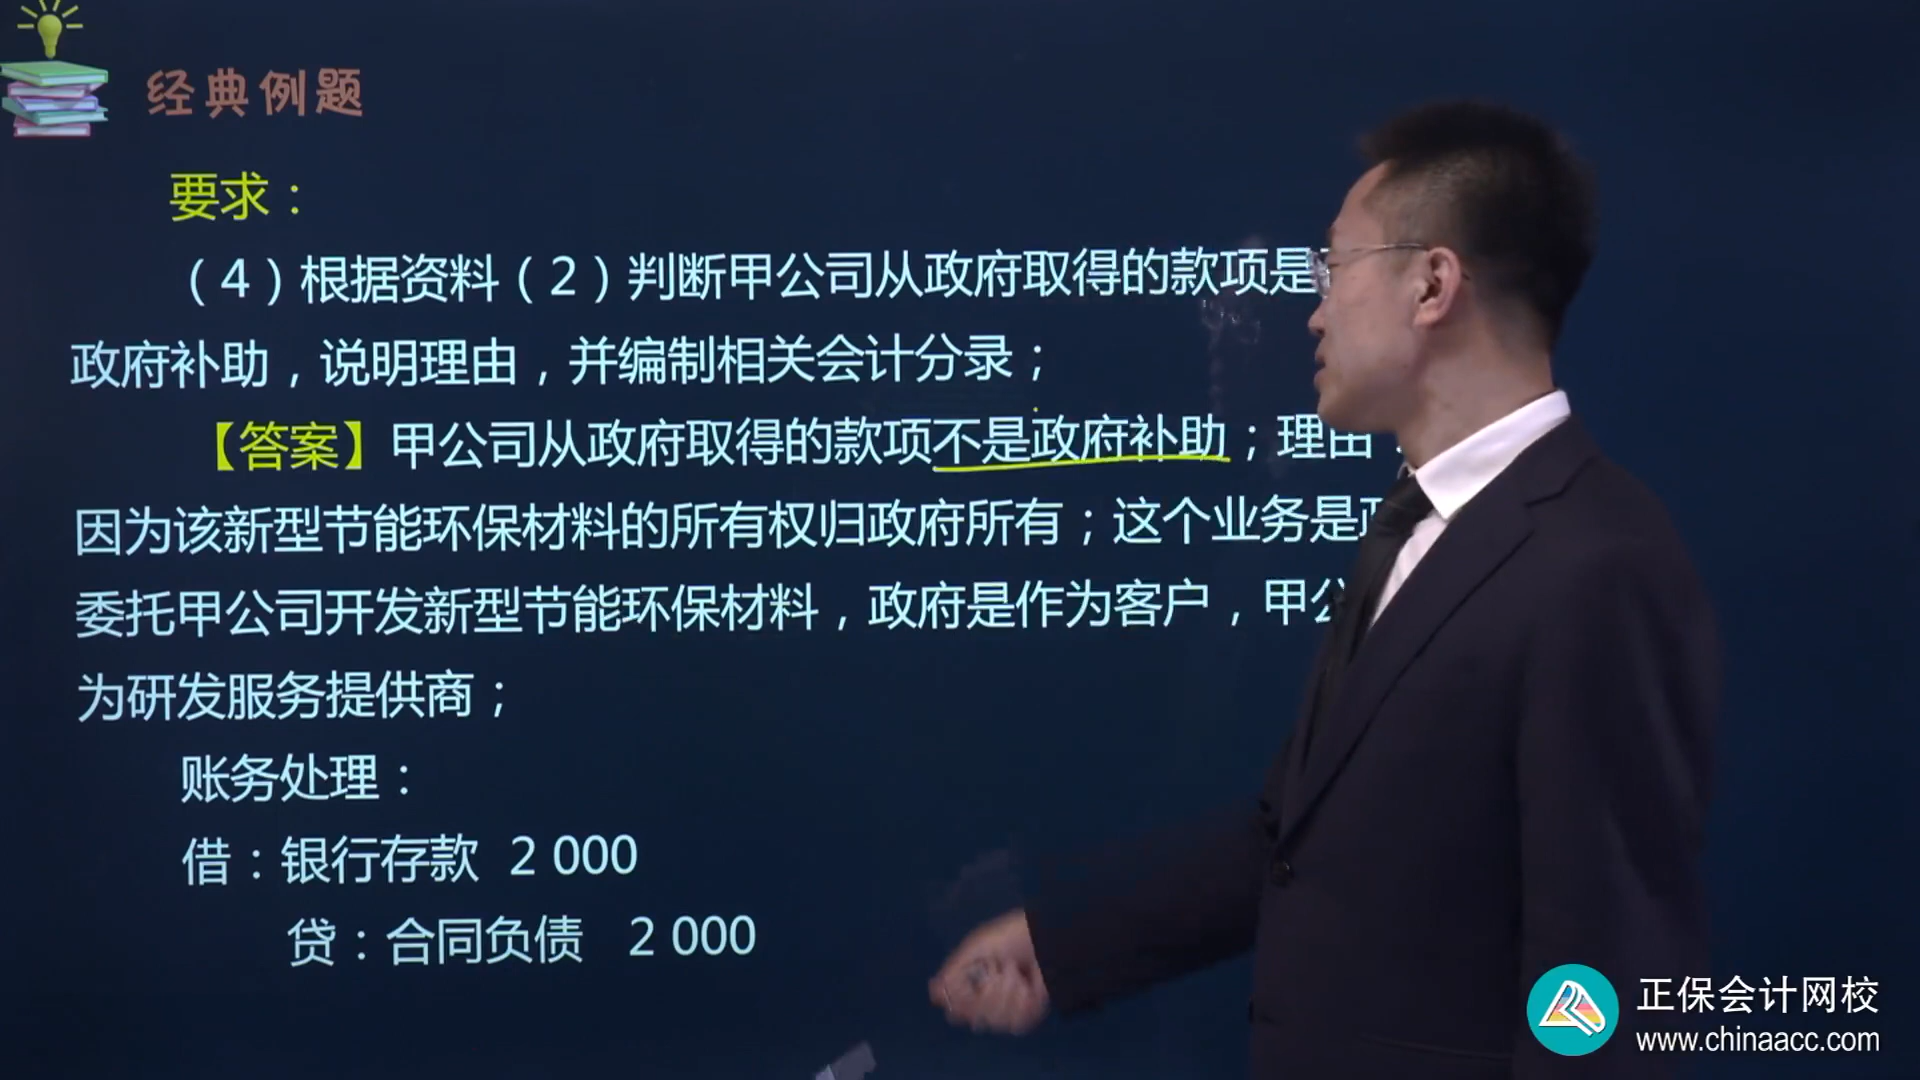 经典例题
要求：
（4）根据资料（2）判断甲公司从政府取得的款项是
政府补助，说明理由，并编制相关会计分录；
【答案】甲公司从政府取得的款项不是政府补助；理由：
因为该新型节能环保材料的所有权归政府所有；这个业务是
委托甲公司开发新型节能环保材料，政府是作为客户，甲公
为研发服务提供商；
账务处理：
借：银行存款 2 000
贷：合同负债 2 000
正保会计网校
www.chinaacc.com